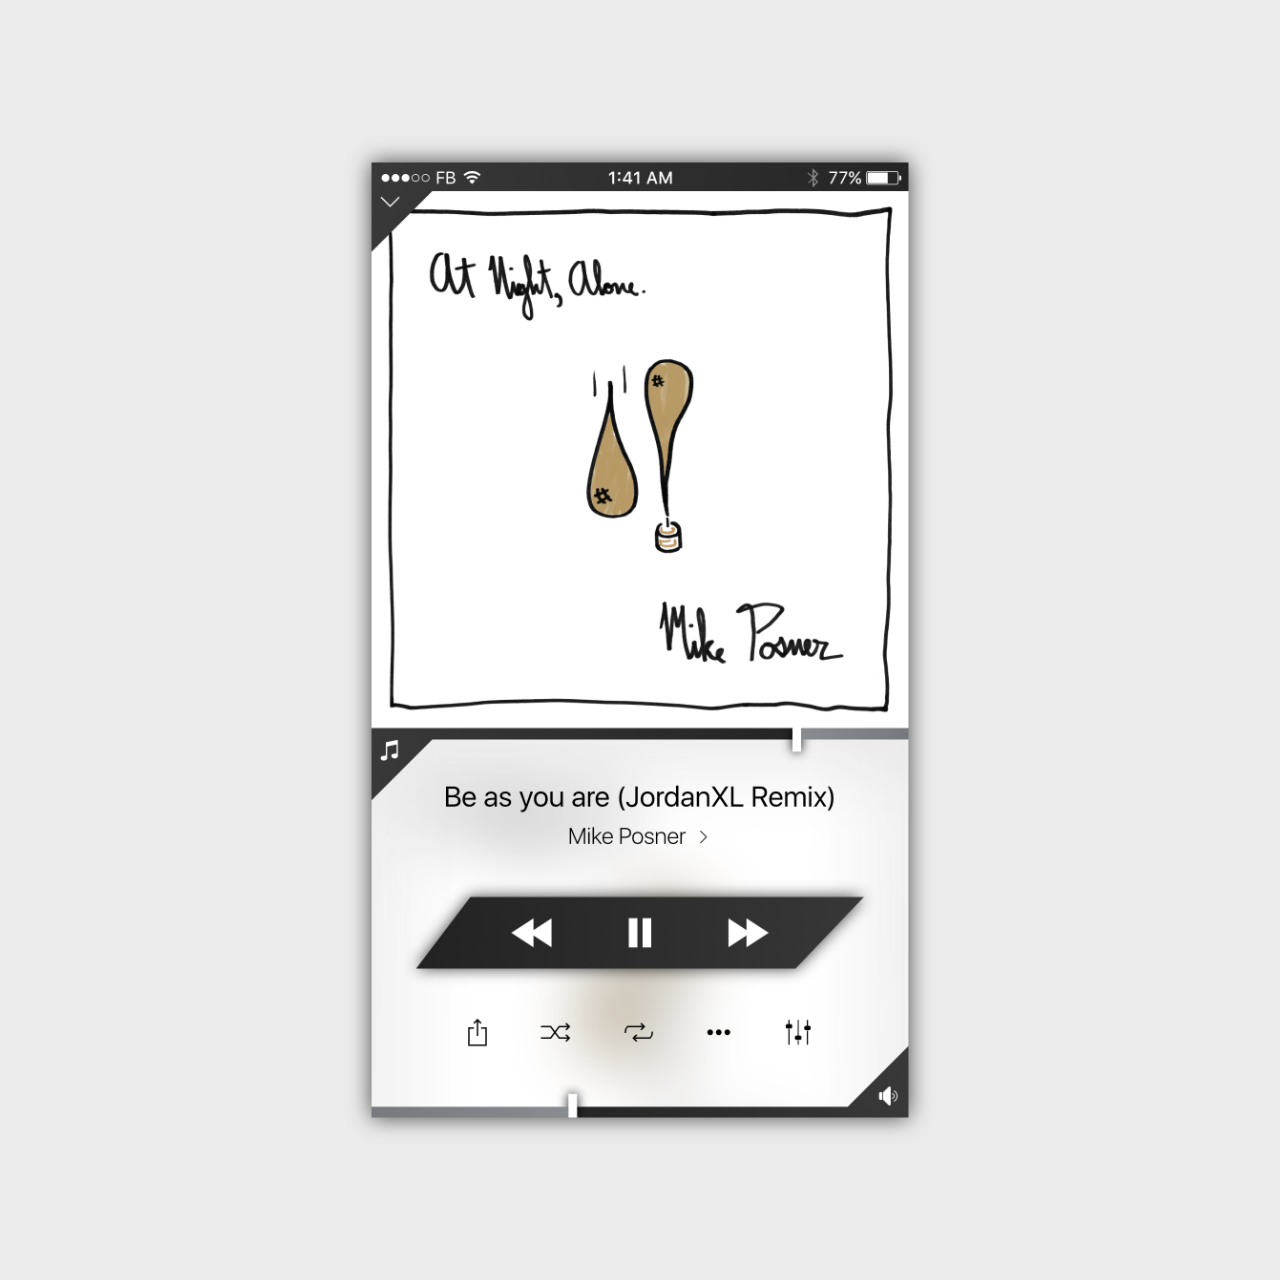 FB 1:41 AM 77%
At Night, Alone.
Mike Posner
Be as you are (JordanXL Remix)
Mike Posner